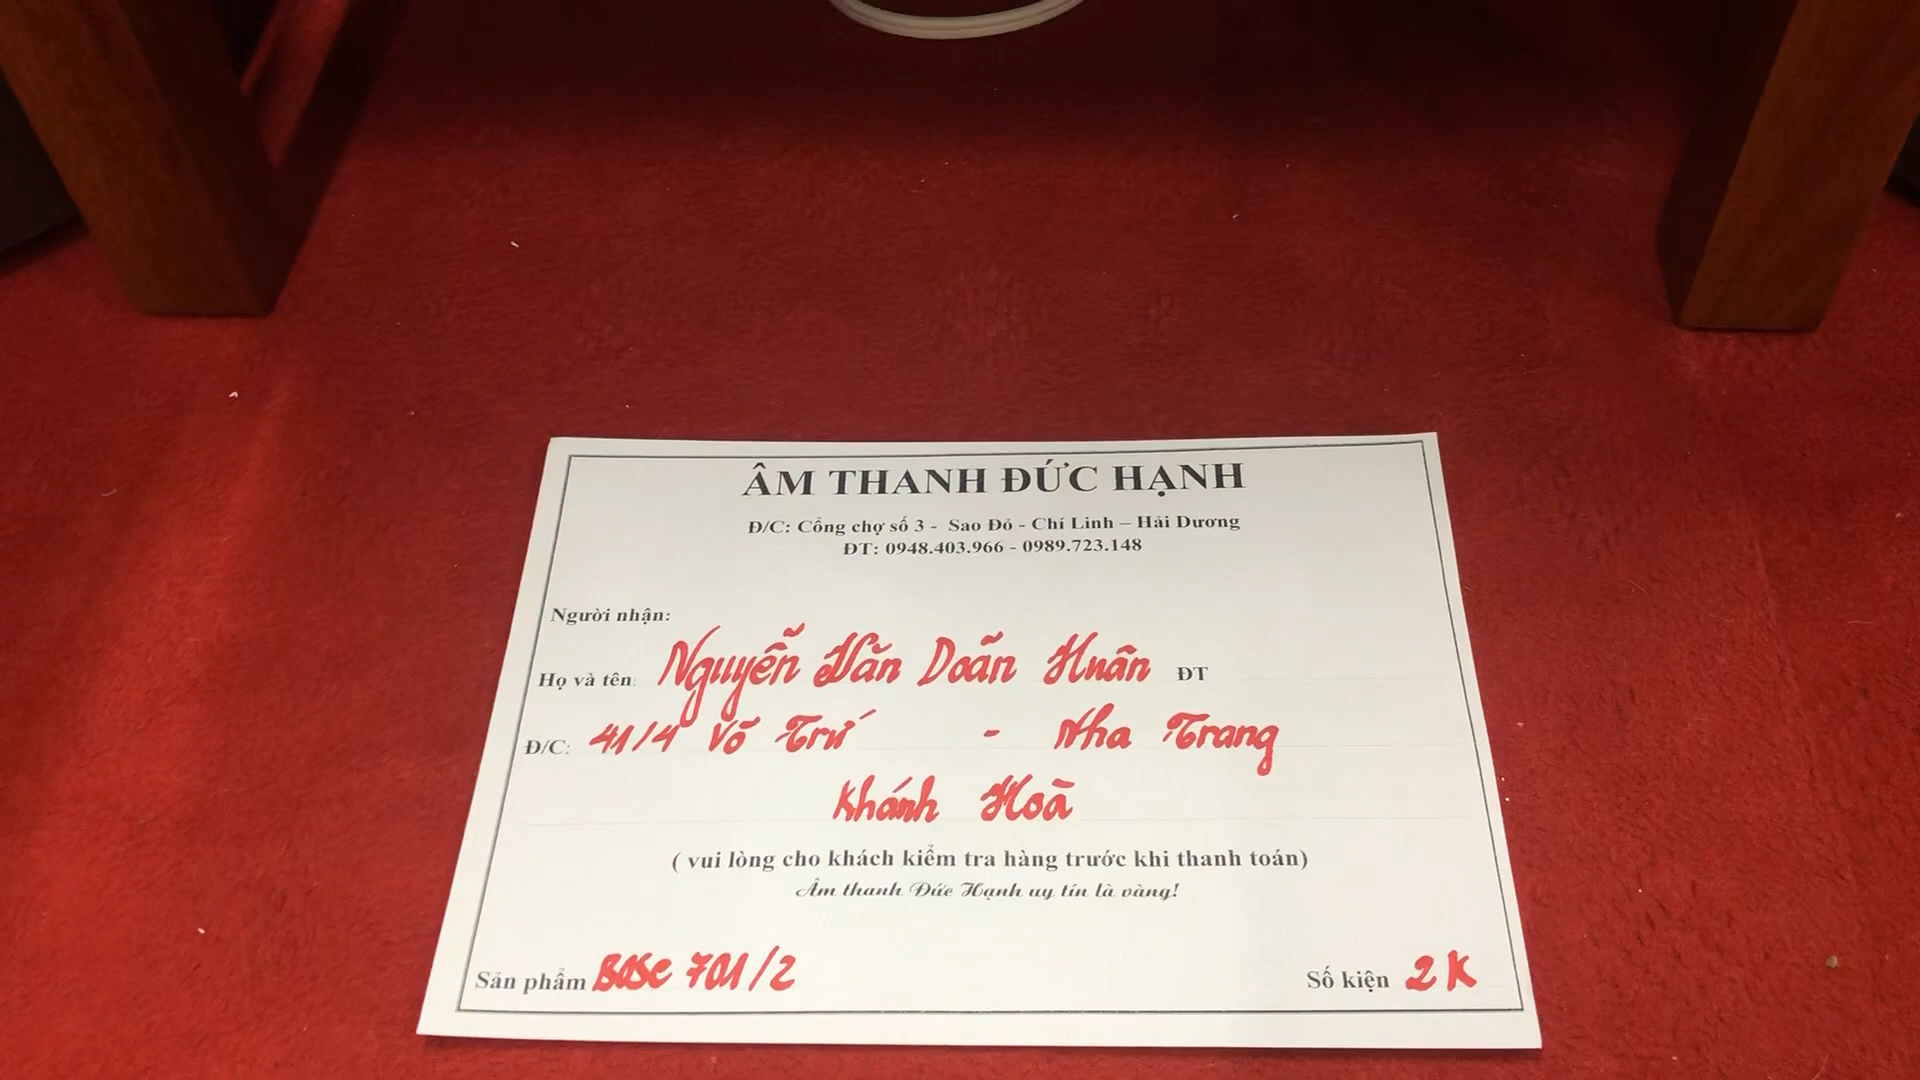 ÂM THANH ĐỨC HẠNH
Đ/C: Cổng chợ số 3 - Sao Đỏ - Chí Linh – Hải Dương
ĐT: 0948.403.966 - 0989.723.148
Người nhận:
Họ và tên: Nguyễn Văn Doãn Huân ĐT
Đ/C: 41/4 Võ Trứ - Nha Trang
Khánh Hoà
( vui lòng cho khách kiểm tra hàng trước khi thanh toán)
Âm thanh Đức Hạnh uy tín là vàng!
Sản phẩm BOSE 701/2 Số kiện 2 K